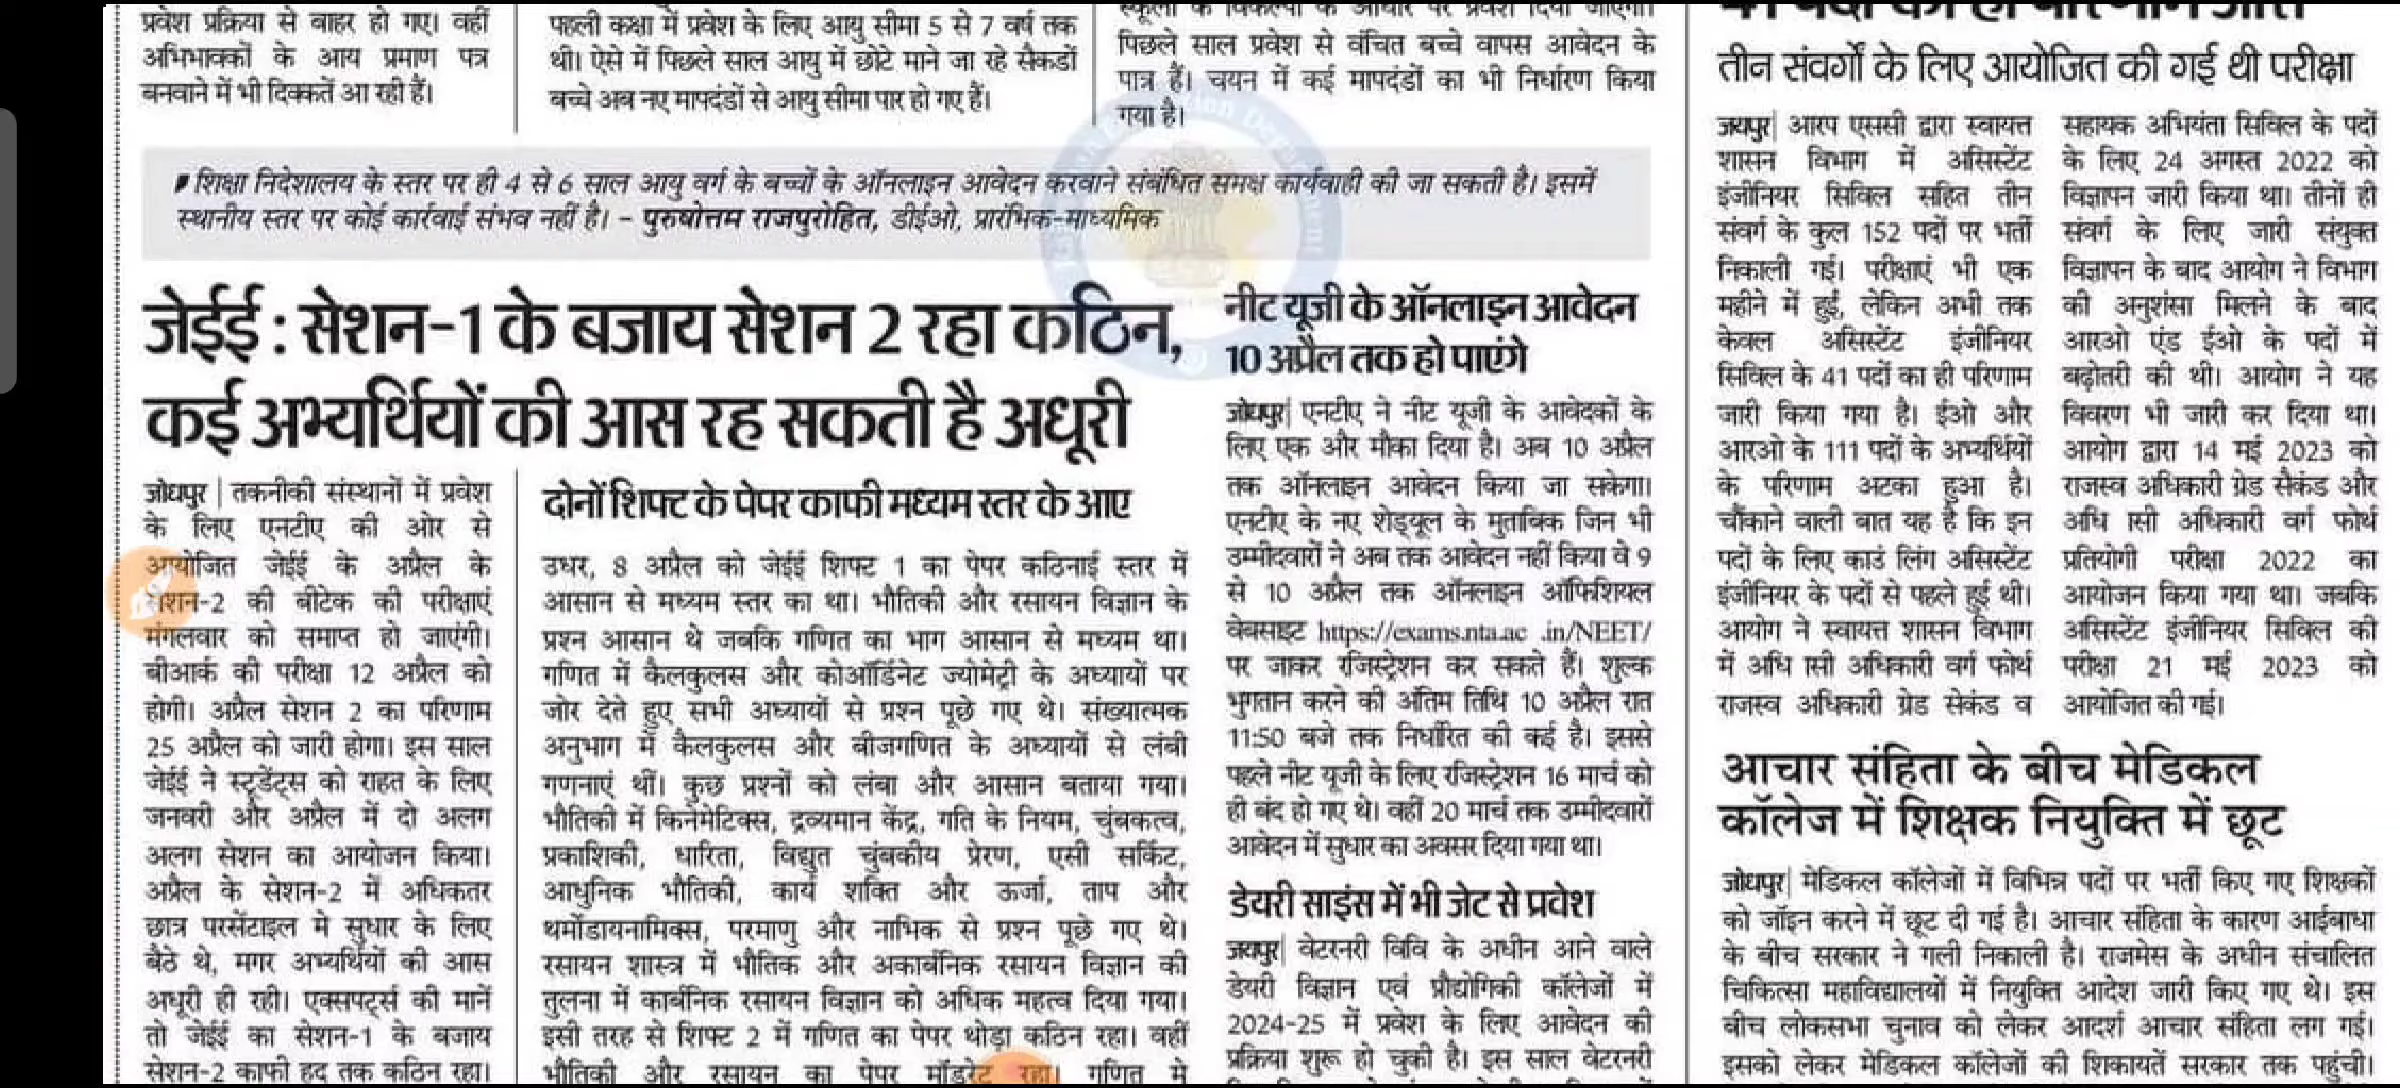 प्रवेश प्रक्रिया से बाहर हो गए। वहीं
अभिभावकों के आय प्रमाण पत्र
बनवाने में भी दिक्कतें आ रही हैं।
पहली कक्षा में प्रवेश के लिए आयु सीमा 5 से 7 वर्ष तक
थी। ऐसे में पिछले साल आयु में छोटे माने जा रहे सैकडों
बच्चे अब नए मापदंडों से आयु सीमा पार हो गए हैं।
स्कूलों के विकल्पों के आधार पर प्रवेश दिया जाएगा।
पिछले साल प्रवेश से वंचित बच्चे वापस आवेदन के
पात्र हैं। चयन में कई मापदंडों का भी निर्धारण किया
गया है।
शिक्षा निदेशालय के स्तर पर ही 4 से 6 साल आयु वर्ग के बच्चों के ऑनलाइन आवेदन करवाने संबंधित समक्ष कार्यवाही की जा सकती है। इसमें
स्थानीय स्तर पर कोई कार्रवाई संभव नहीं है। – पुरुषोत्तम राजपुरोहित, डीईओ, प्रारंभिक-माध्यमिक
जेईई : सेशन-1 के बजाय सेशन 2 रहा कठिन,
कई अभ्यर्थियों की आस रह सकती है अधूरी
जोधपुर | तकनीकी संस्थानों में प्रवेश
के लिए एनटीए की ओर से
आयोजित जेईई के अप्रैल के
सेशन-2 की बीटेक की परीक्षाएं
मंगलवार को समाप्त हो जाएंगी।
बीआर्क की परीक्षा 12 अप्रैल को
होगी। अप्रैल सेशन 2 का परिणाम
25 अप्रैल को जारी होगा। इस साल
जेईई ने स्टूडेंट्स को राहत के लिए
जनवरी और अप्रैल में दो अलग
अलग सेशन का आयोजन किया।
अप्रैल के सेशन-2 में अधिकतर
छात्र परसेंटाइल मे सुधार के लिए
बैठे थे, मगर अभ्यर्थियों की आस
अधूरी ही रही। एक्सपर्ट्स की मानें
तो जेईई का सेशन-1 के बजाय
सेशन-2 काफी हद तक कठिन रहा।
दोनों शिफ्ट के पेपर काफी मध्यम स्तर के आए
उधर, 8 अप्रैल को जेईई शिफ्ट 1 का पेपर कठिनाई स्तर में
आसान से मध्यम स्तर का था। भौतिकी और रसायन विज्ञान के
प्रश्न आसान थे जबकि गणित का भाग आसान से मध्यम था।
गणित में कैलकुलस और कोऑर्डिनेट ज्योमेट्री के अध्यायों पर
जोर देते हुए सभी अध्यायों से प्रश्न पूछे गए थे। संख्यात्मक
अनुभाग में कैलकुलस और बीजगणित के अध्यायों से लंबी
गणनाएं थीं। कुछ प्रश्नों को लंबा और आसान बताया गया।
भौतिकी में किनेमेटिक्स, द्रव्यमान केंद्र, गति के नियम, चुंबकत्व,
प्रकाशिकी, धारिता, विद्युत चुंबकीय प्रेरण, एसी सर्किट,
आधुनिक भौतिकी, कार्य शक्ति और ऊर्जा, ताप और
थर्मोडायनामिक्स, परमाणु और नाभिक से प्रश्न पूछे गए थे।
रसायन शास्त्र में भौतिक और अकार्बनिक रसायन विज्ञान की
तुलना में कार्बनिक रसायन विज्ञान को अधिक महत्व दिया गया।
इसी तरह से शिफ्ट 2 में गणित का पेपर थोड़ा कठिन रहा। वहीं
भौतिकी और रसायन का पेपर मॉडरेट रहा। गणित मे
नीट यूजी के ऑनलाइन आवेदन
10 अप्रैल तक हो पाएंगे
जोधपुर| एनटीए ने नीट यूजी के आवेदकों के
लिए एक और मौका दिया है। अब 10 अप्रैल
तक ऑनलाइन आवेदन किया जा सकेगा।
एनटीए के नए शेड्यूल के मुताबिक जिन भी
उम्मीदवारों ने अब तक आवेदन नहीं किया वे 9
से 10 अप्रैल तक ऑनलाइन ऑफिशियल
वेबसाइट https://exams.nta.ac .in/NEET/
पर जाकर रजिस्ट्रेशन कर सकते हैं। शुल्क
भुगतान करने की अंतिम तिथि 10 अप्रैल रात
11:50 बजे तक निर्धारित की कई है। इससे
पहले नीट यूजी के लिए रजिस्ट्रेशन 16 मार्च को
ही बंद हो गए थे। वहीं 20 मार्च तक उम्मीदवारों
आवेदन में सुधार का अवसर दिया गया था।
डेयरी साइंस में भी जेट से प्रवेश
जयपुर| वेटरनरी विवि के अधीन आने वाले
डेयरी विज्ञान एवं प्रौद्योगिकी कॉलेजों में
2024-25 में प्रवेश के लिए आवेदन की
प्रक्रिया शुरू हो चुकी है। इस साल वेटरनरी
41 पदों का ही परिणाम आते
तीन संवर्गों के लिए आयोजित की गई थी परीक्षा
जयपुर| आरप एससी द्वारा स्वायत्त
शासन विभाग में असिस्टेंट
इंजीनियर सिविल सहित तीन
संवर्ग के कुल 152 पदों पर भर्ती
निकाली गई। परीक्षाएं भी एक
महीने में हुई, लेकिन अभी तक
केवल असिस्टेंट इंजीनियर
सिविल के 41 पदों का ही परिणाम
जारी किया गया है। ईओ और
आरओ के 111 पदों के अभ्यर्थियों
के परिणाम अटका हुआ है।
चौंकाने वाली बात यह है कि इन
पदों के लिए काउं लिंग असिस्टेंट
इंजीनियर के पदों से पहले हुई थी।
आयोग ने स्वायत्त शासन विभाग
में अधि ासी अधिकारी वर्ग फोर्थ
राजस्व अधिकारी ग्रेड सेकंड व
सहायक अभियंता सिविल के पदों
के लिए 24 अगस्त 2022 को
विज्ञापन जारी किया था। तीनों ही
संवर्ग के लिए जारी संयुक्त
विज्ञापन के बाद आयोग ने विभाग
की अनुशंसा मिलने के बाद
आरओ एंड ईओ के पदों में
बढ़ोतरी की थी। आयोग ने यह
विवरण भी जारी कर दिया था।
आयोग द्वारा 14 मई 2023 को
राजस्व अधिकारी ग्रेड सैकंड और
अधि ासी अधिकारी वर्ग फोर्थ
प्रतियोगी परीक्षा 2022 का
आयोजन किया गया था। जबकि
असिस्टेंट इंजीनियर सिविल की
परीक्षा 21 मई 2023 को
आयोजित की गई।
आचार संहिता के बीच मेडिकल
कॉलेज में शिक्षक नियुक्ति में छूट
जोधपुर| मेडिकल कॉलेजों में विभिन्न पदों पर भर्ती किए गए शिक्षकों
को जॉइन करने में छूट दी गई है। आचार संहिता के कारण आईबाधा
के बीच सरकार ने गली निकाली है। राजमेस के अधीन संचालित
चिकित्सा महाविद्यालयों में नियुक्ति आदेश जारी किए गए थे। इस
बीच लोकसभा चुनाव को लेकर आदर्श आचार संहिता लग गई।
इसको लेकर मेडिकल कॉलेजों की शिकायतें सरकार तक पहुंची।